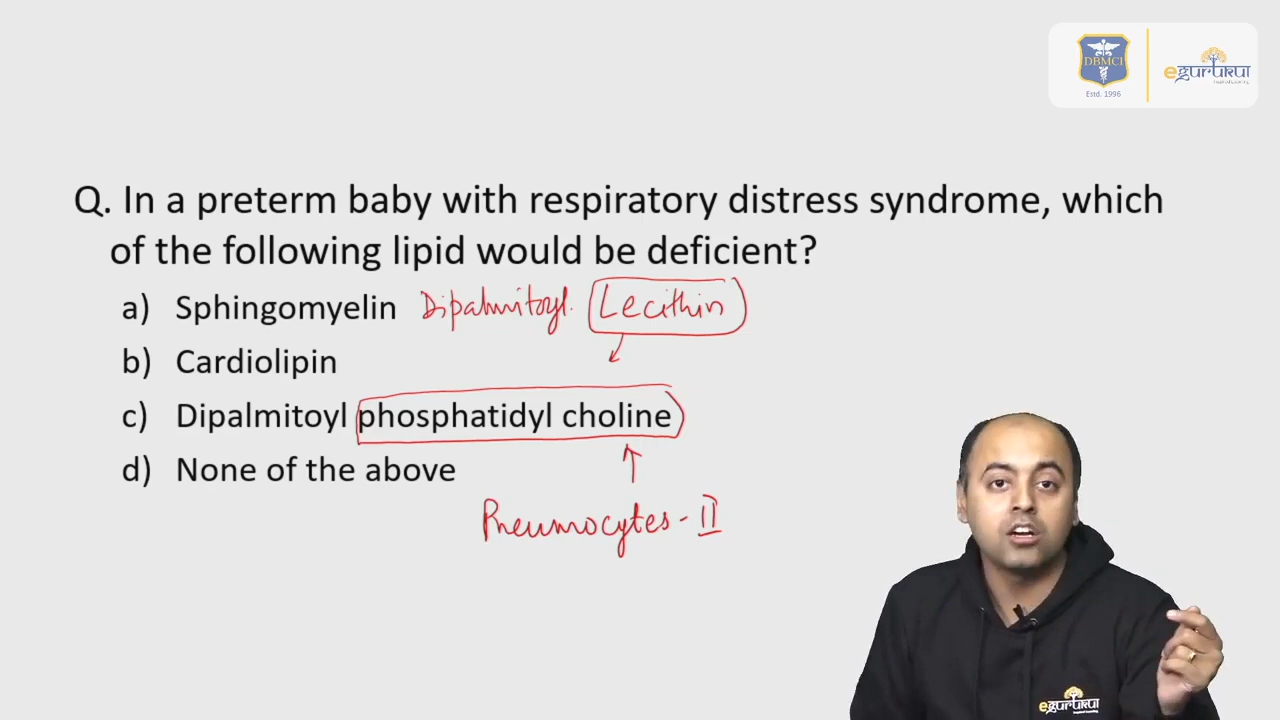 DBMCI
Estd. 1996
egurukul
Q. In a preterm baby with respiratory distress syndrome, which
of the following lipid would be deficient?
a) Sphingomyelin Dipalmitoyl. Lecithin
b) Cardiolipin
c) Dipalmitoyl phosphatidyl choline
d) None of the above
Pneumocytes - II
egurukul